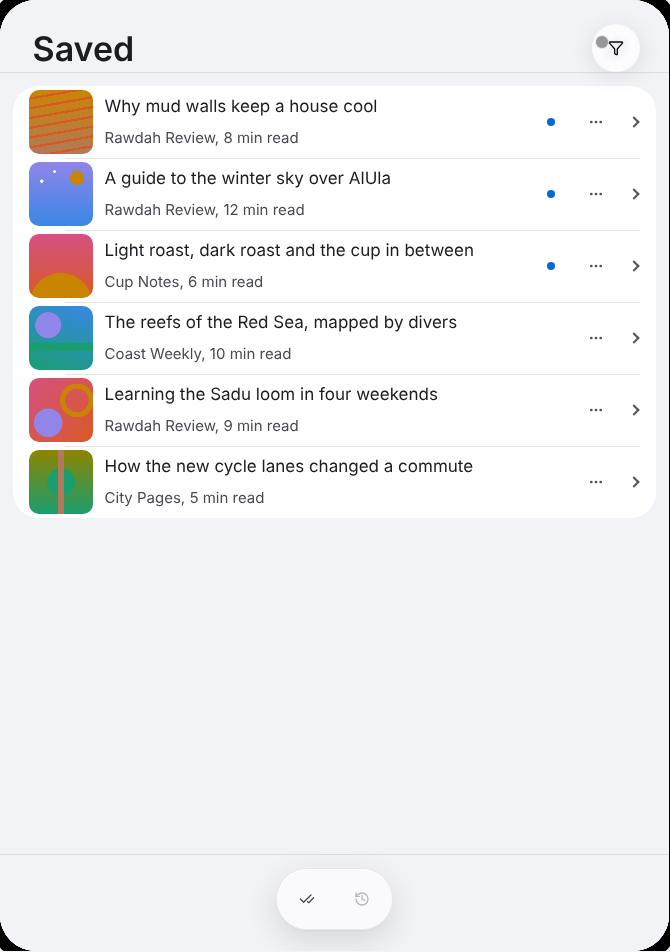 Saved
Why mud walls keep a house cool
Rawdah Review, 8 min read
A guide to the winter sky over AlUla
Rawdah Review, 12 min read
Light roast, dark roast and the cup in between
Cup Notes, 6 min read
The reefs of the Red Sea, mapped by divers
Coast Weekly, 10 min read
Learning the Sadu loom in four weekends
Rawdah Review, 9 min read
How the new cycle lanes changed a commute
City Pages, 5 min read